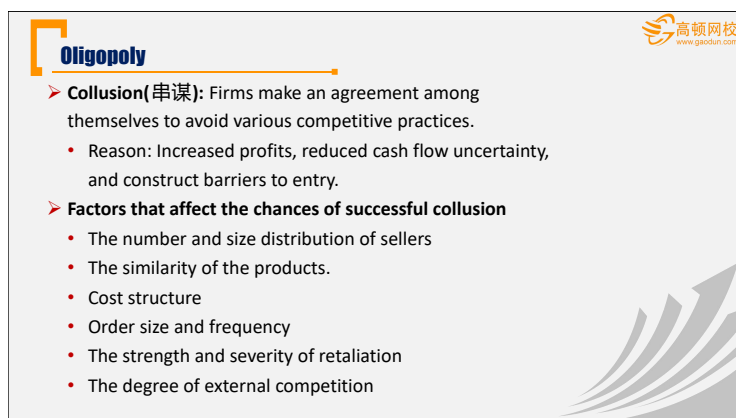 高顿网校
www.gaodun.com
Oligopoly
➢ Collusion(串谋): Firms make an agreement among
themselves to avoid various competitive practices.
• Reason: Increased profits, reduced cash flow uncertainty,
and construct barriers to entry.
➢ Factors that affect the chances of successful collusion
• The number and size distribution of sellers
• The similarity of the products.
• Cost structure
• Order size and frequency
• The strength and severity of retaliation
• The degree of external competition